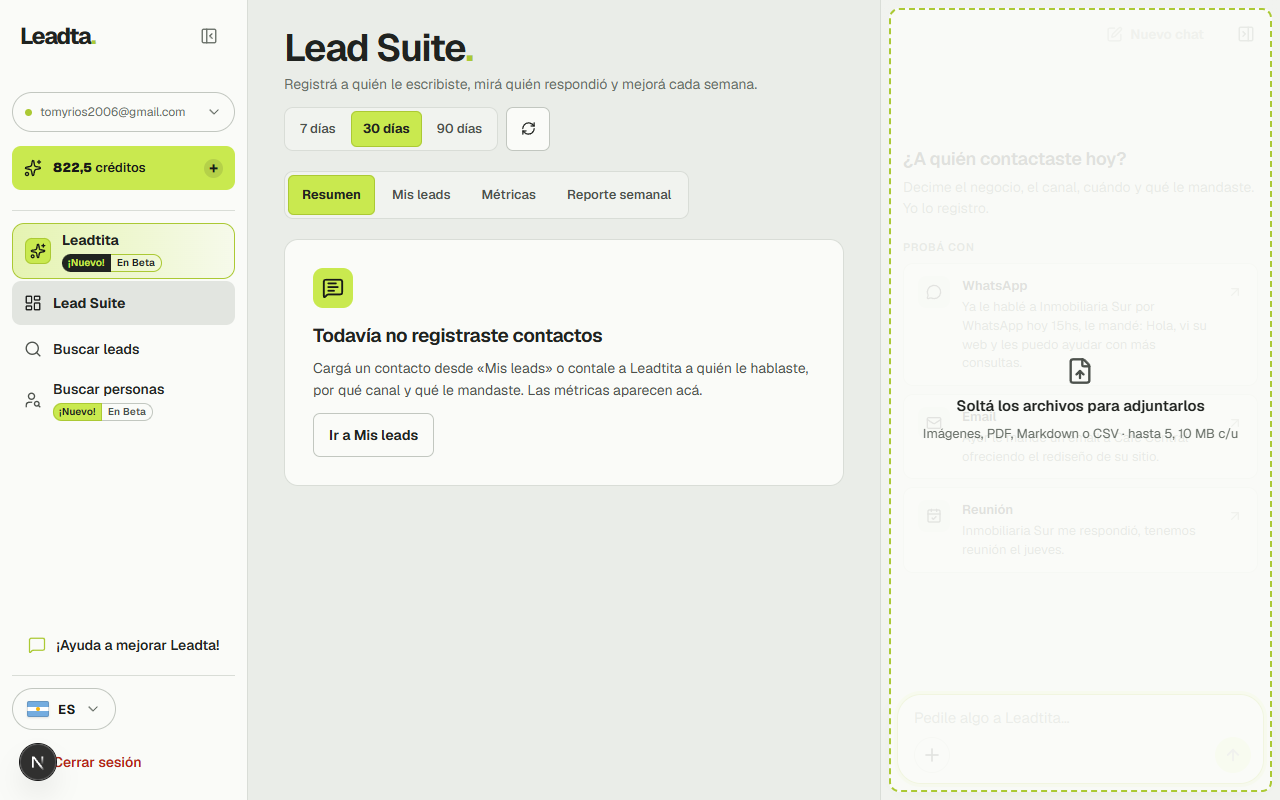 Leadta.
tomyrios2006@gmail.com
822,5 créditos
Leadtita
¡Nuevo! En Beta
Lead Suite
Buscar leads
Buscar personas
¡Nuevo! En Beta
¡Ayuda a mejorar Leadta!
ES
N
Cerrar sesión
Lead Suite.
Registrá a quién le escribiste, mirá quién respondió y mejorá cada semana.
7 días 30 días 90 días
Resumen Mis leads Métricas Reporte semanal
Todavía no registraste contactos
Cargá un contacto desde «Mis leads» o contale a Leadtita a quién le hablaste,
por qué canal y qué le mandaste. Las métricas aparecen acá.
Ir a Mis leads
Nuevo chat
¿A quién contactaste hoy?
Decime el negocio, el canal, cuándo y qué le mandaste.
Yo lo registro.
PROBÁ CON
WhatsApp
Ya le hablé a Inmobiliaria Sur por
WhatsApp hoy 15hs, le mandé: Hola, vi su
web y les puedo ayudar con más
consultas.
Soltá los archivos para adjuntarlos
Email
Imágenes, PDF, Markdown o CSV · hasta 5, 10 MB c/u
ofreciendo el rediseño de su sitio.
Reunión
Inmobiliaria Sur me respondió, tenemos
reunión el jueves.
Pedile algo a Leadtita...